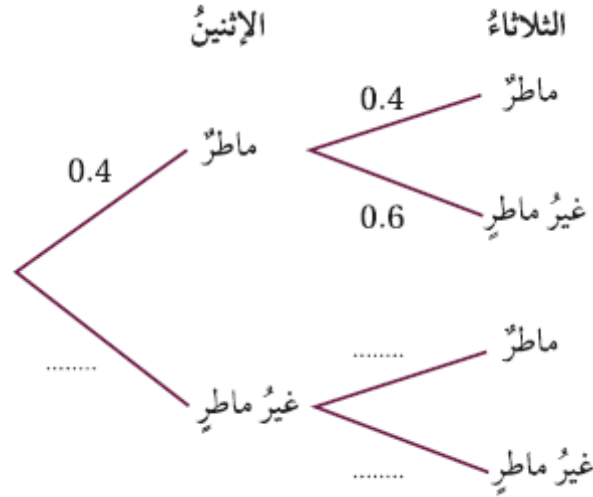 الإثنينُ
الثلاثاءُ
0.4
ماطرٌ
0.4
ماطرٌ
0.6
غيرُ ماطرٍ
........
غيرُ ماطرٍ
........
ماطرٌ
........
غيرُ ماطرٍ